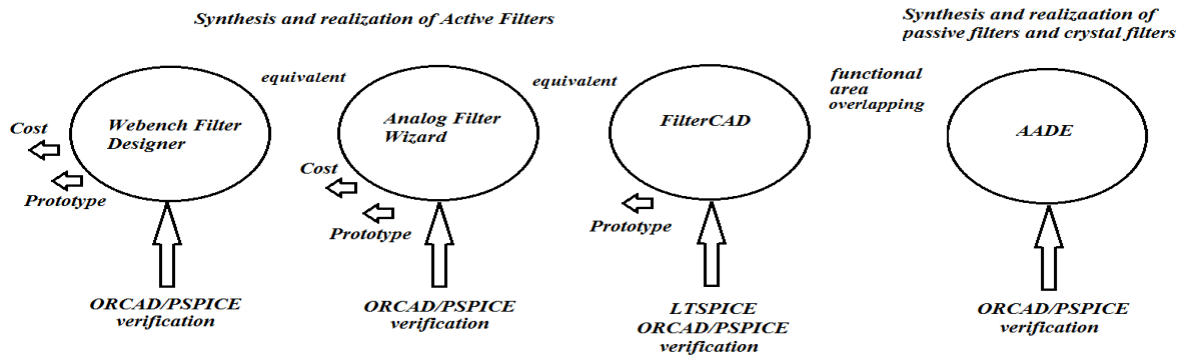 Synthesis and realization of Active Filters
Synthesis and realizaation of
passive filters and crystal filters
equivalent
equivalent
functional
area
overlapping
Webench Filter
Designer
Analog Filter
Wizard
FilterCAD
AADE
Cost
Prototype
Cost
Prototype
Prototype
ORCAD/PSPICE
verification
ORCAD/PSPICE
verification
LTSPICE
ORCAD/PSPICE
verification
ORCAD/PSPICE
verification